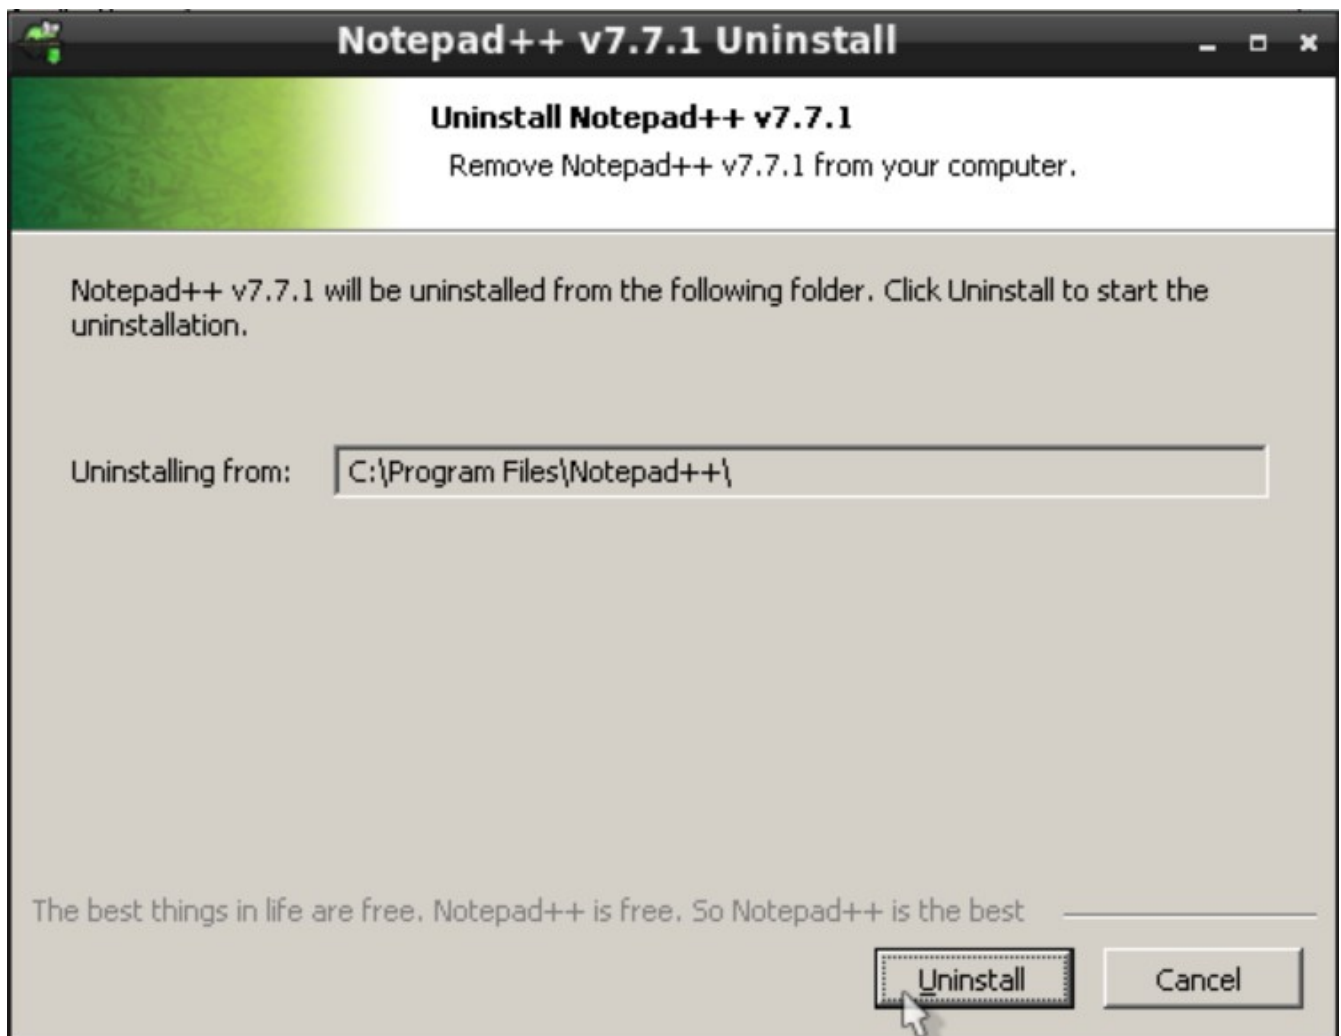 Notepad++ v7.7.1 Uninstall
Uninstall Notepad++ v7.7.1
Remove Notepad++ v7.7.1 from your computer.
Notepad++ v7.7.1 will be uninstalled from the following folder. Click Uninstall to start the
uninstallation.
Uninstalling from: C:\Program Files\Notepad++\
The best things in life are free. Notepad++ is free. So Notepad++ is the best
Uninstall Cancel